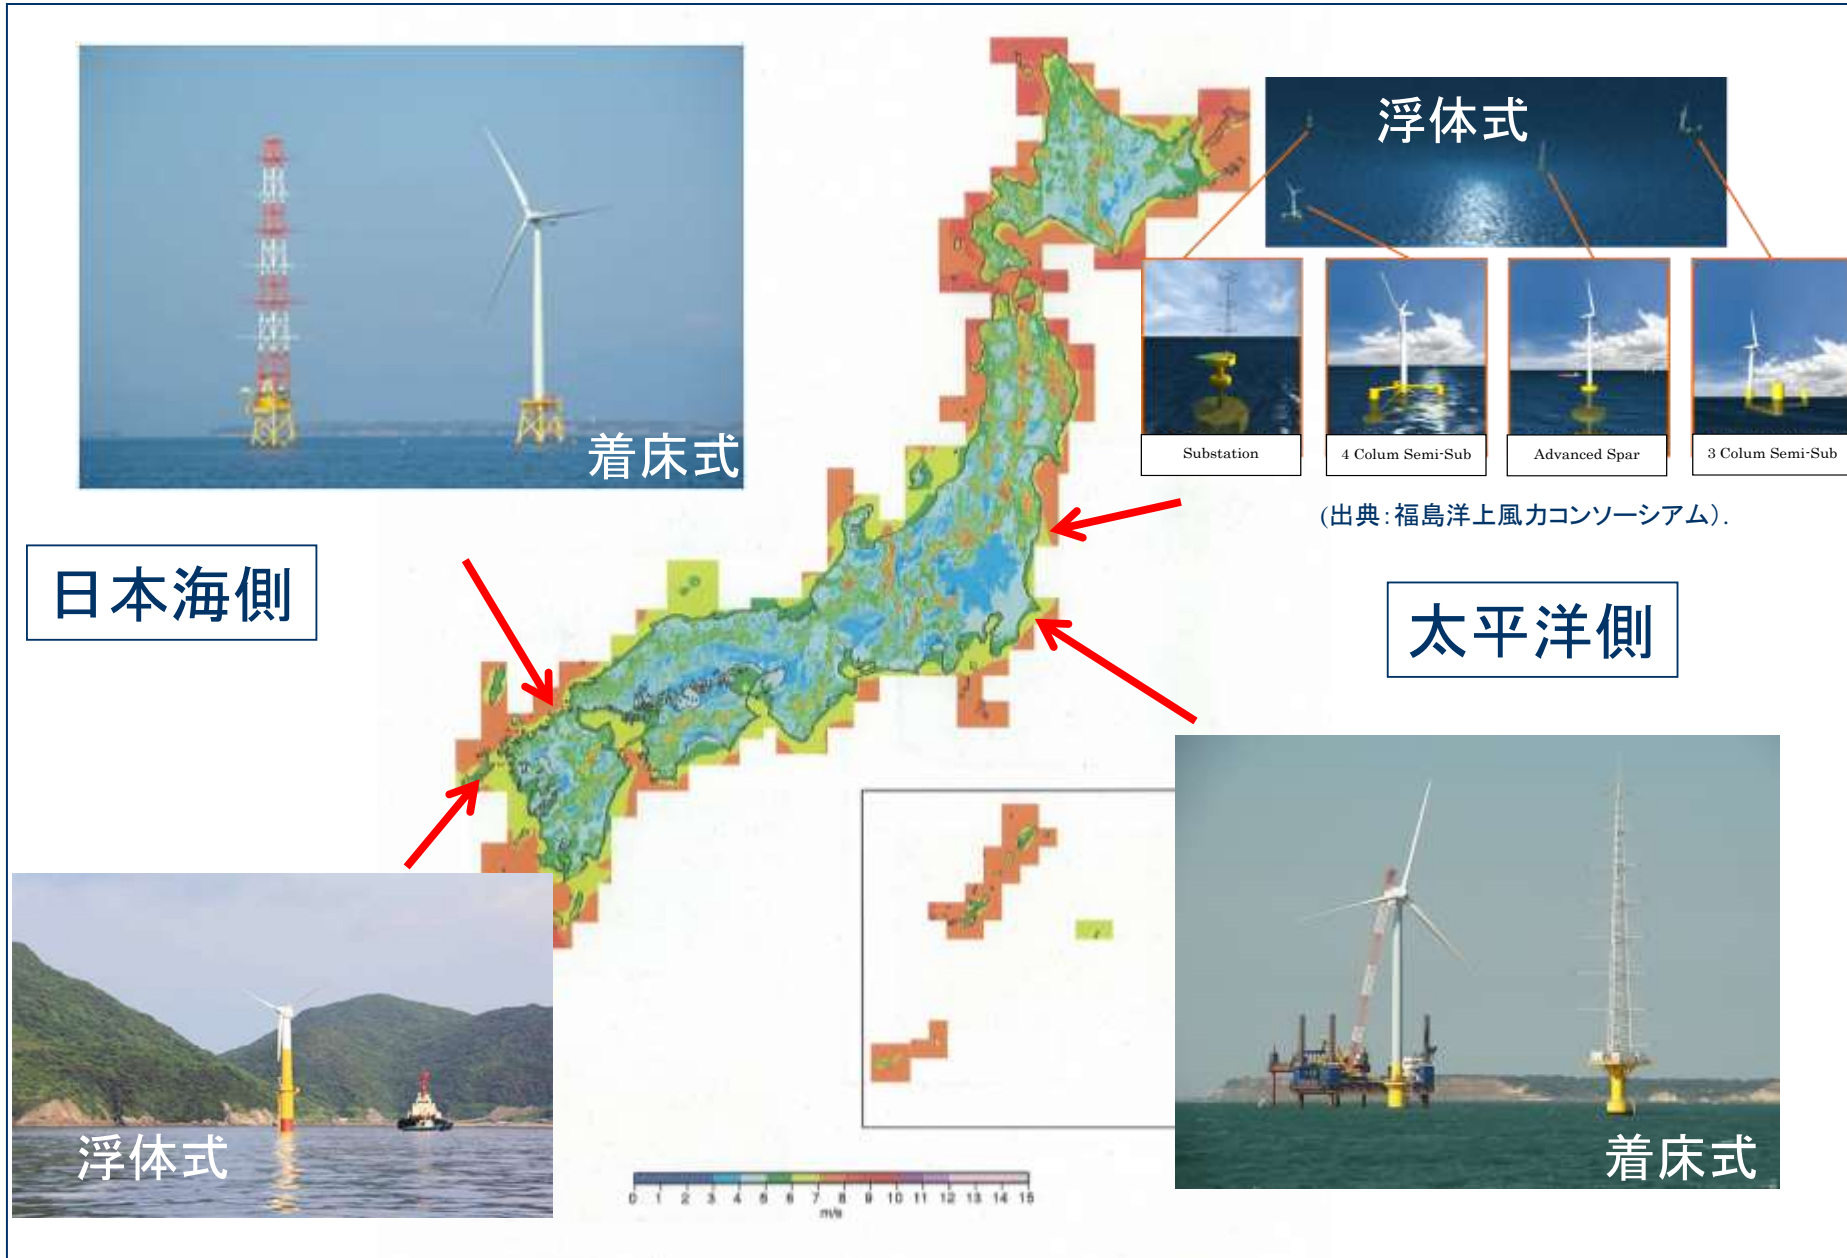 浮体式
着床式
Substation
4 Colum Semi-Sub
Advanced Spar
3 Colum Semi-Sub
(出典：福島洋上風力コンソーシアム）.
日本海側
太平洋側
浮体式
着床式
0 1 2 3 4 5 6 7 8 9 10 11 12 13 14 15
m/s